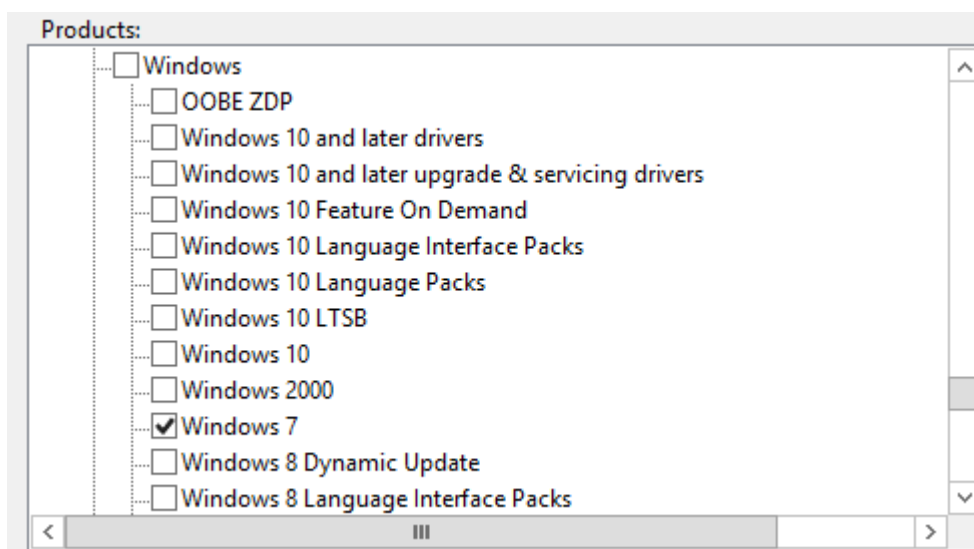 Products:
Windows
OOBE ZDP
Windows 10 and later drivers
Windows 10 and later upgrade & servicing drivers
Windows 10 Feature On Demand
Windows 10 Language Interface Packs
Windows 10 Language Packs
Windows 10 LTSB
Windows 10
Windows 2000
Windows 7
Windows 8 Dynamic Update
Windows 8 Language Interface Packs